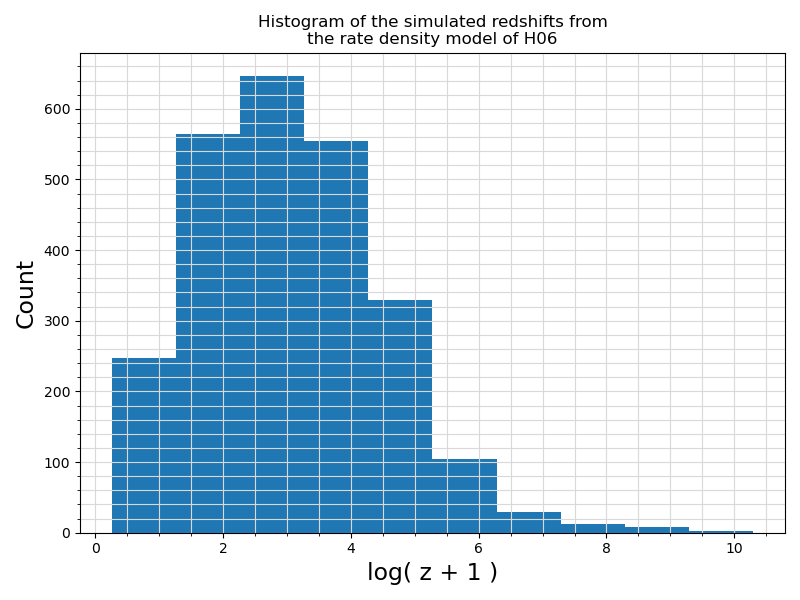 Histogram of the simulated redshifts from
the rate density model of H06
600
500
400
300
200
100
0
Count
0 2 4 6 8 10
log( z + 1 )